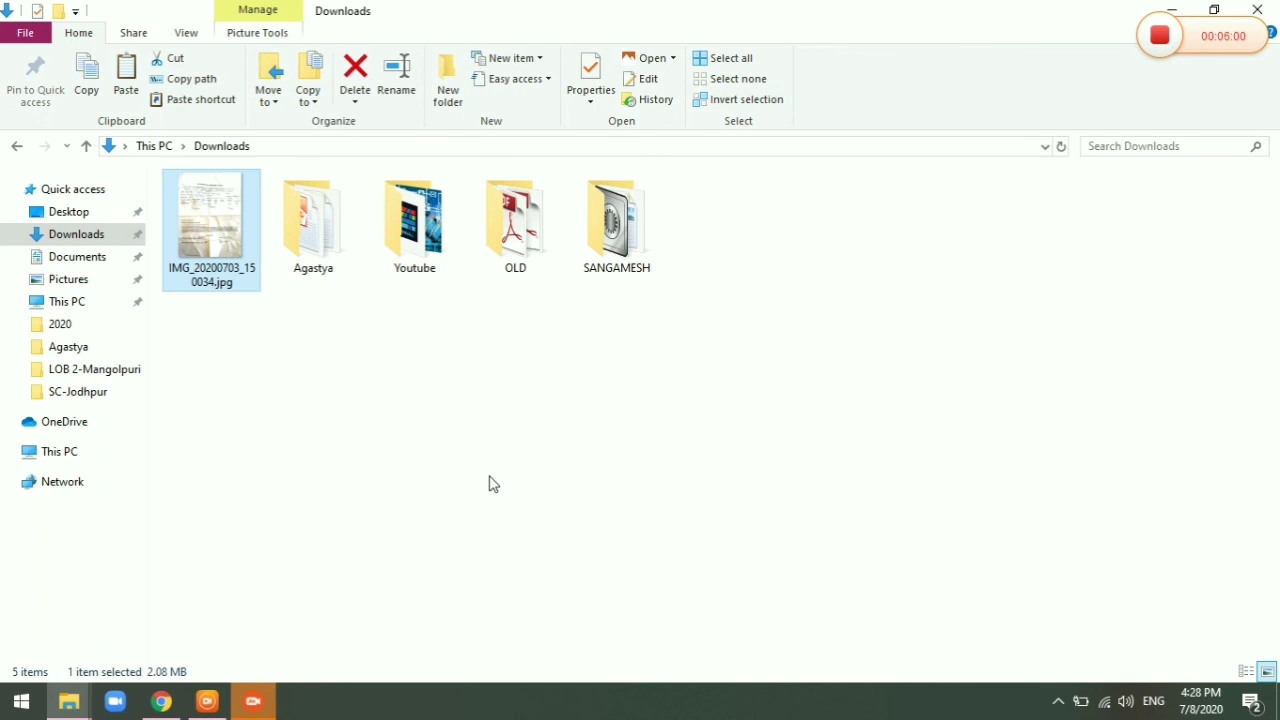 Manage
Downloads
00:06:00
File
Home
Share
View
Picture Tools
Pin to Quick
access
Copy
Paste
Cut
Copy path
Paste shortcut
Clipboard
Move
to
Copy
to
Delete
Rename
Organize
New
folder
New item
Easy access
New
Properties
Open
Edit
History
Open
Select all
Select none
Invert selection
Select
This PC
Downloads
Search Downloads
Quick access
Desktop
Downloads
Documents
Pictures
This PC
2020
Agastya
LOB 2-Mangolpuri
SC-Jodhpur
OneDrive
This PC
Network
IMG_20200703_15
0034.jpg
Agastya
Youtube
OLD
SANGAMESH
5 items
1 item selected 2.08 MB
ENG
4:28 PM
7/8/2020
2